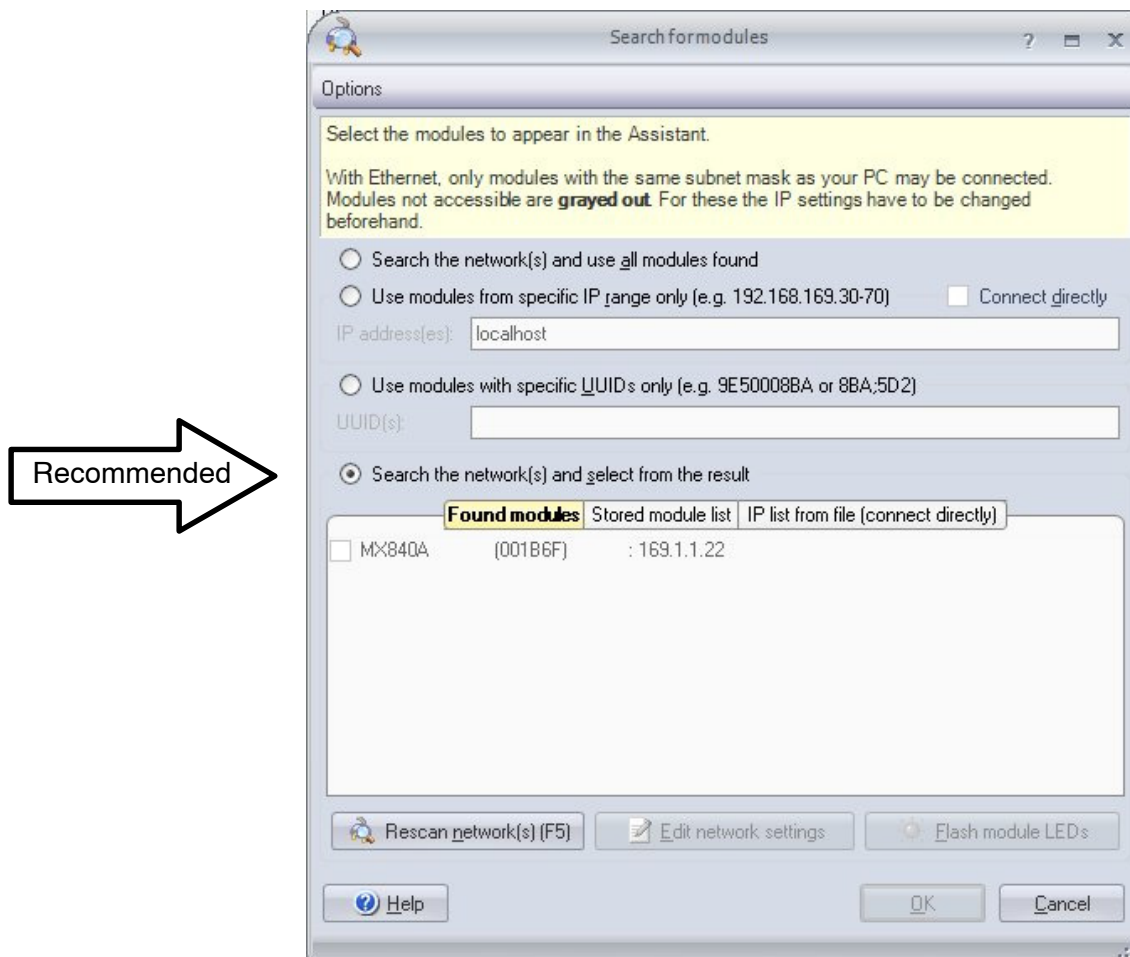 Search formodules
Options
Select the modules to appear in the Assistant.
With Ethernet, only modules with the same subnet mask as your PC may be connected.
Modules not accessible are grayed out. For these the IP settings have to be changed
beforehand.
Search the network(s) and use all modules found
Use modules from specific IP range only (e.g. 192.168.169.30-70) Connect directly
IP address(es): localhost
Use modules with specific UUIDs only (e.g. 9E50008BA or 8BA;5D2)
UUID(s):
Recommended
Search the network(s) and select from the result
Found modules Stored module list IP list from file (connect directly)
MX840A (001B6F) : 169.1.1.22
Rescan network(s) (F5) Edit network settings Flash module LEDs
Help OK Cancel